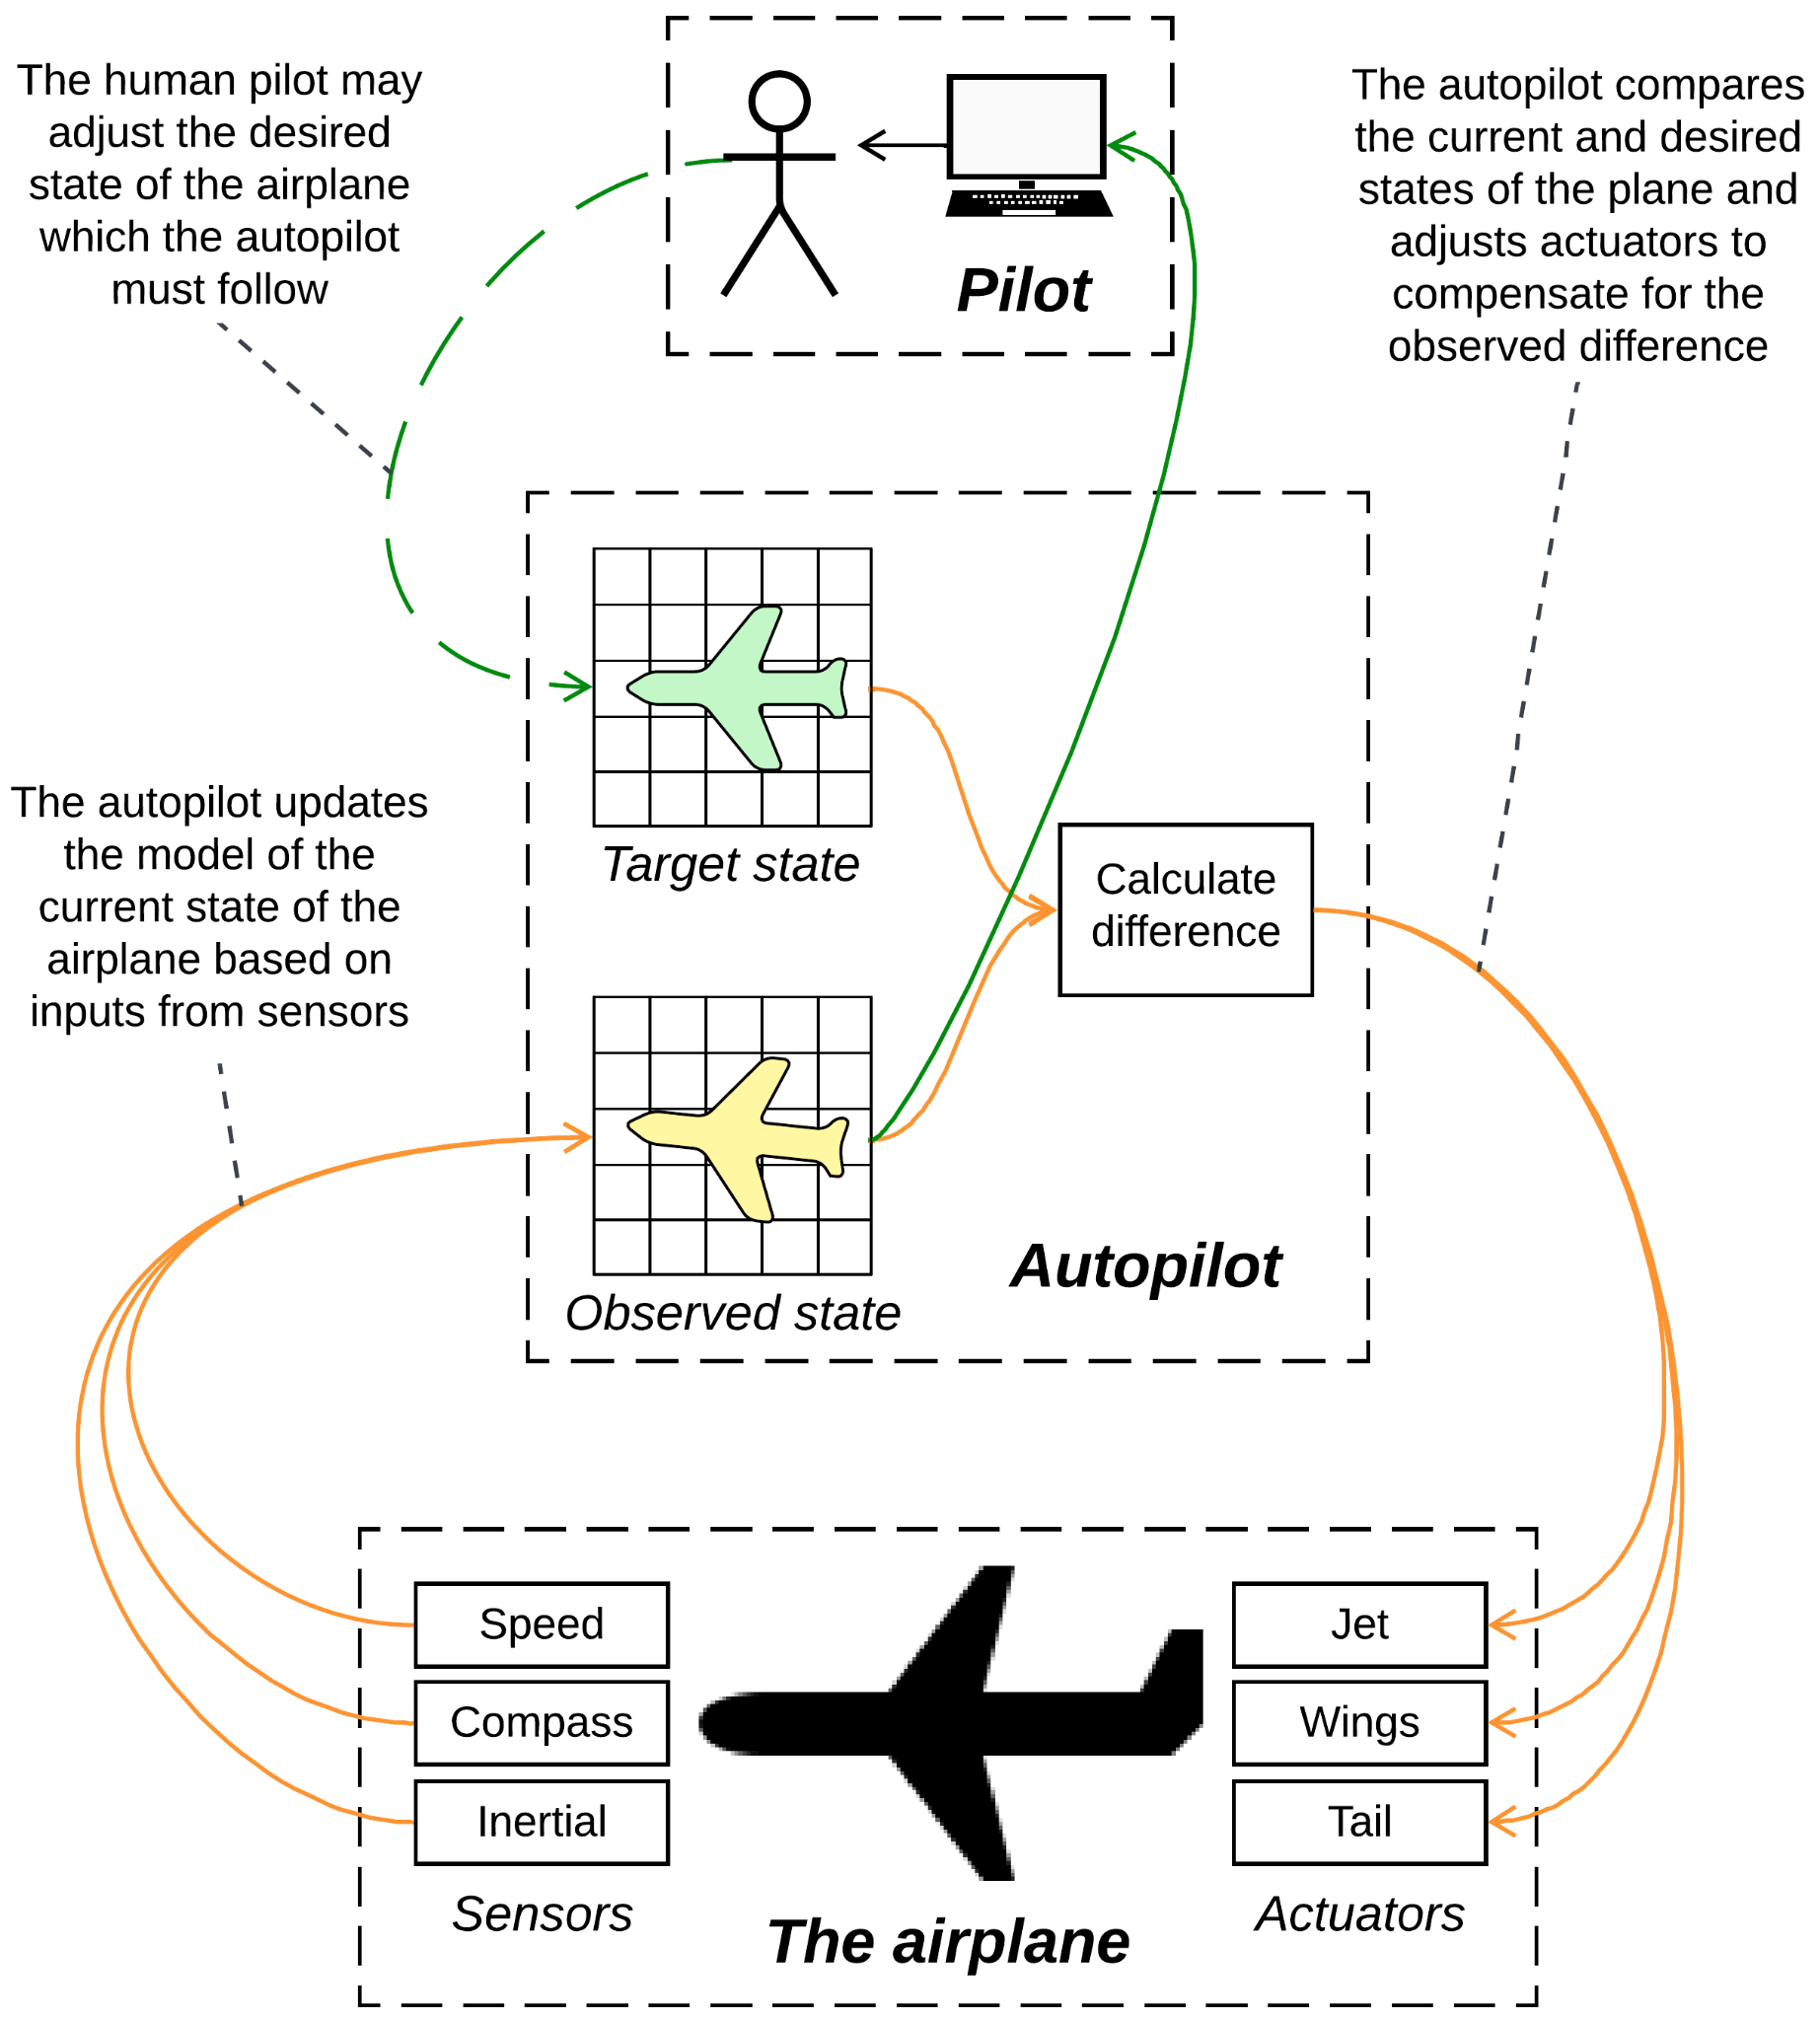 The human pilot may
adjust the desired
state of the airplane
which the autopilot
must follow
Pilot
The autopilot compares
the current and desired
states of the plane and
adjusts actuators to
compensate for the
observed difference
Target state
The autopilot updates
the model of the
current state of the
airplane based on
inputs from sensors
Calculate
difference
Observed state
Autopilot
Speed
Compass
Inertial
Sensors
The airplane
Jet
Wings
Tail
Actuators